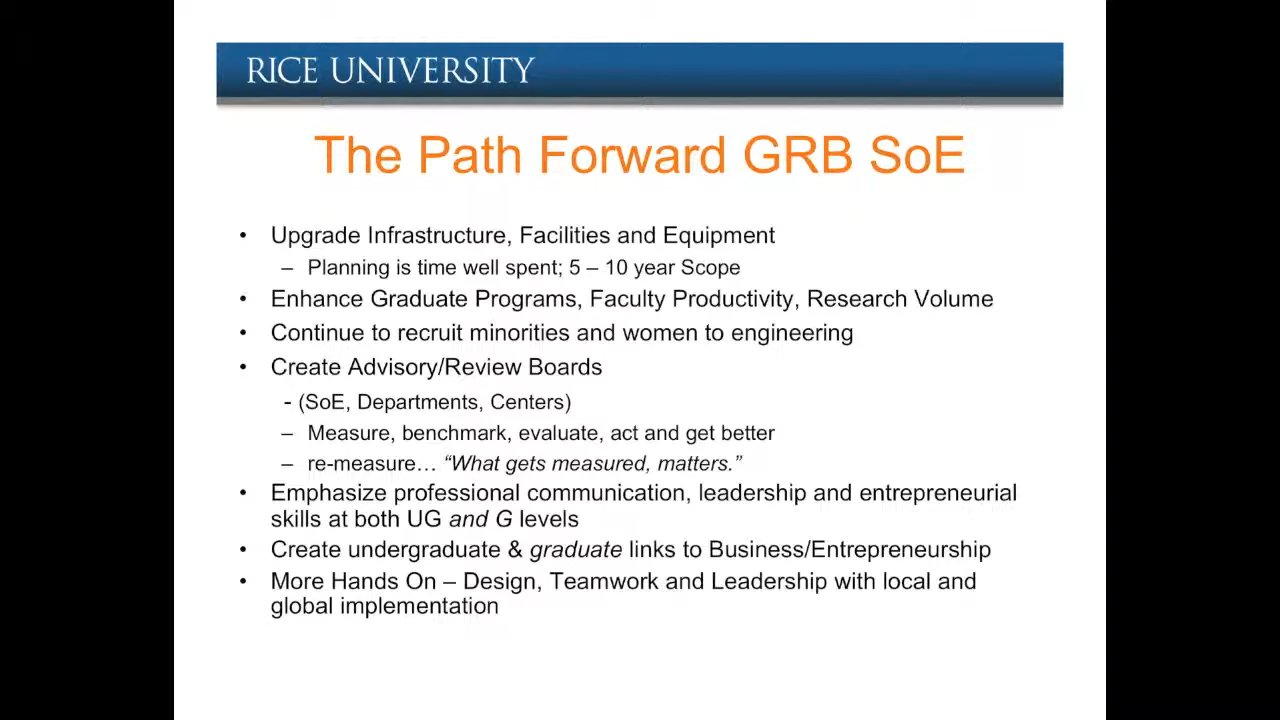 RICE UNIVERSITY
The Path Forward GRB SoE
• Upgrade Infrastructure, Facilities and Equipment
– Planning is time well spent; 5 – 10 year Scope
• Enhance Graduate Programs, Faculty Productivity, Research Volume
• Continue to recruit minorities and women to engineering
• Create Advisory/Review Boards
- (SoE, Departments, Centers)
– Measure, benchmark, evaluate, act and get better
– re-measure… “What gets measured, matters.”
• Emphasize professional communication, leadership and entrepreneurial
skills at both UG and G levels
• Create undergraduate & graduate links to Business/Entrepreneurship
• More Hands On – Design, Teamwork and Leadership with local and
global implementation